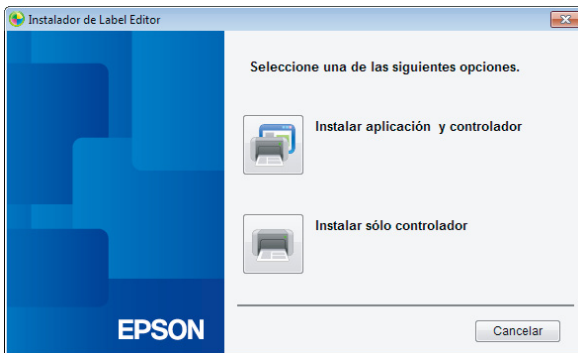 Instalador de Label Editor
Seleccione una de las siguientes opciones.
Instalar aplicación y controlador
Instalar sólo controlador
EPSON
Cancelar